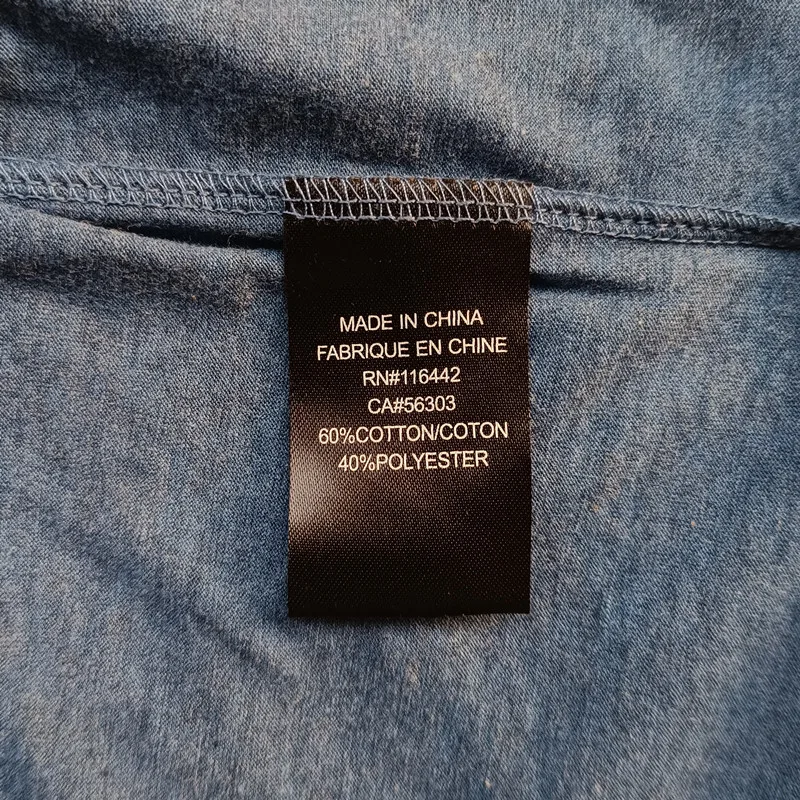 MADE IN CHINA
FABRIQUE EN CHINE
RN#116442
CA#56303
60%COTTON/COTON
40%POLYESTER